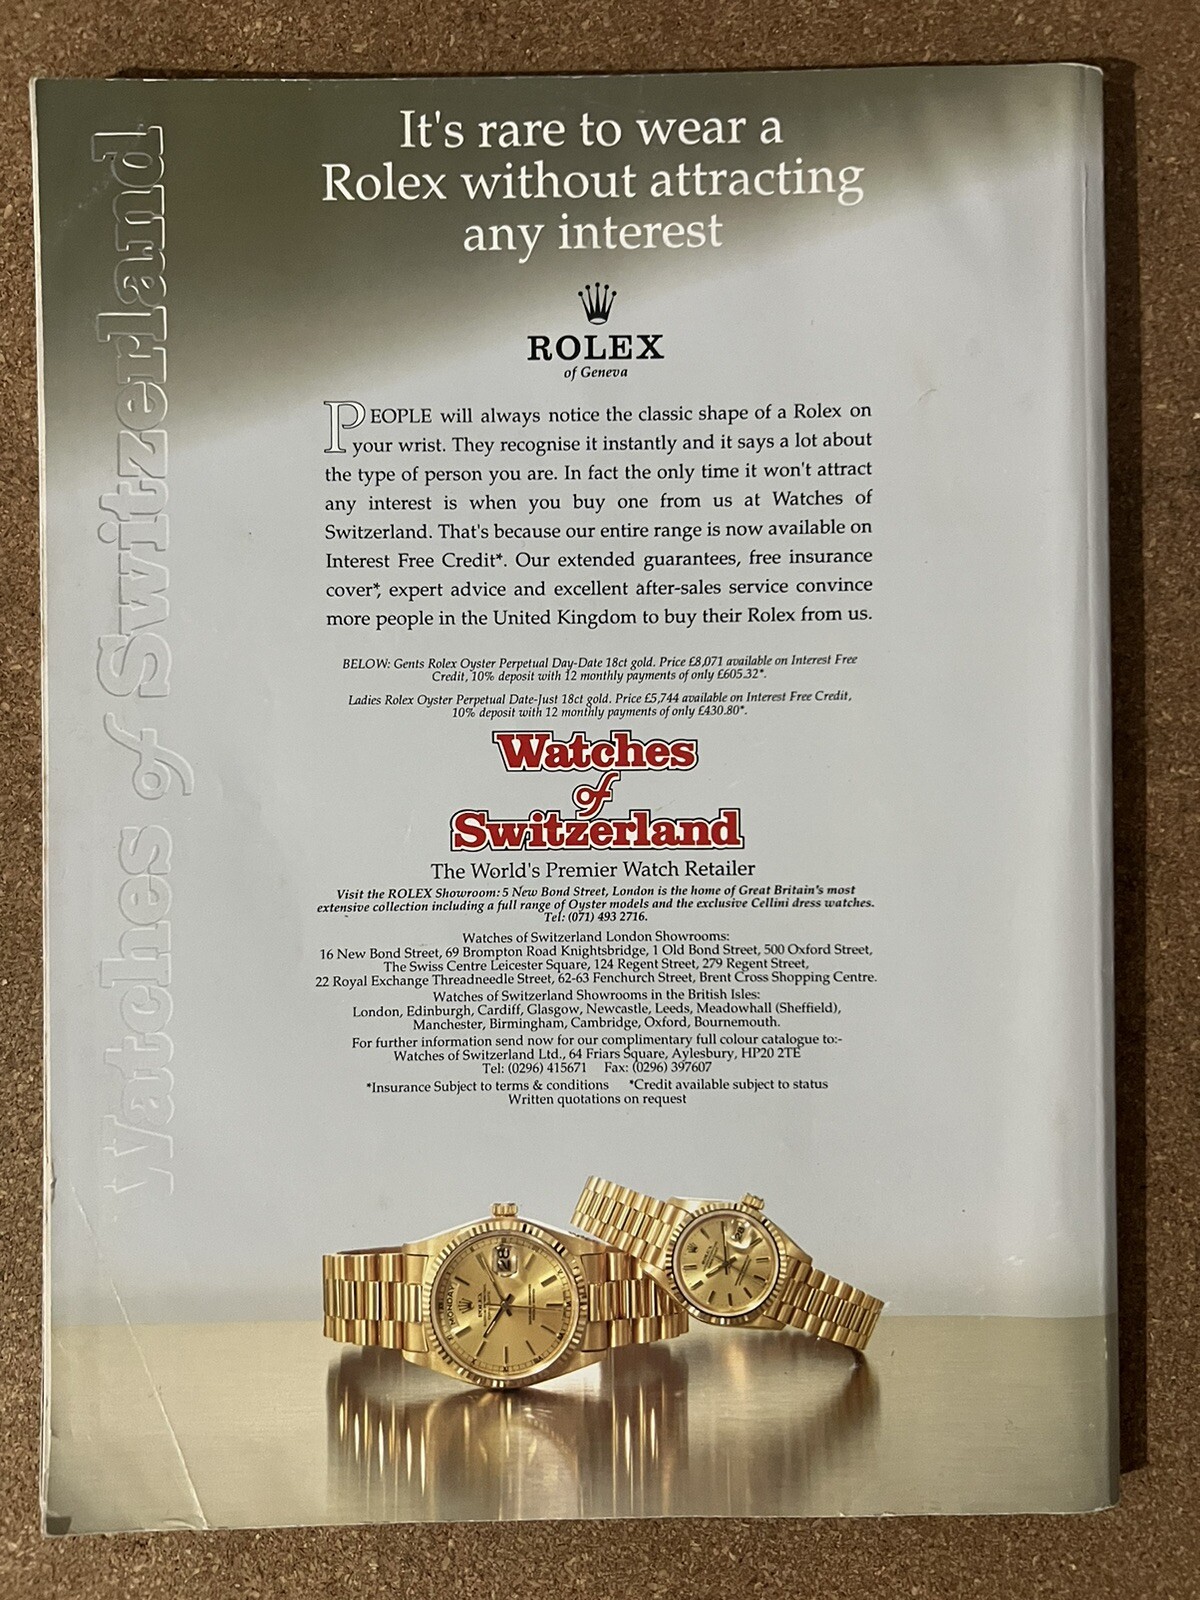 Watches of Switzerland
It's rare to wear a
Rolex without attracting
any interest
ROLEX
of Geneva
PEOPLE will always notice the classic shape of a Rolex on
your wrist. They recognise it instantly and it says a lot about
the type of person you are. In fact the only time it won't attract
any interest is when you buy one from us at Watches of
Switzerland. That's because our entire range is now available on
Interest Free Credit*. Our extended guarantees, free insurance
cover*, expert advice and excellent after-sales service convince
more people in the United Kingdom to buy their Rolex from us.
BELOW: Gents Rolex Oyster Perpetual Day-Date 18ct gold. Price £8,071 available on Interest Free
Credit, 10% deposit with 12 monthly payments of only £605.32*.
Ladies Rolex Oyster Perpetual Date-Just 18ct gold. Price £5,744 available on Interest Free Credit,
10% deposit with 12 monthly payments of only £430.80*.
Watches
of
Switzerland
The World's Premier Watch Retailer
Visit the ROLEX Showroom: 5 New Bond Street, London is the home of Great Britain's most
extensive collection including a full range of Oyster models and the exclusive Cellini dress watches.
Tel: (071) 493 2716.
Watches of Switzerland London Showrooms:
16 New Bond Street, 69 Brompton Road Knightsbridge, 1 Old Bond Street, 500 Oxford Street,
The Swiss Centre Leicester Square, 124 Regent Street, 279 Regent Street,
22 Royal Exchange Threadneedle Street, 62-63 Fenchurch Street, Brent Cross Shopping Centre.
Watches of Switzerland Showrooms in the British Isles:
London, Edinburgh, Cardiff, Glasgow, Newcastle, Leeds, Meadowhall (Sheffield),
Manchester, Birmingham, Cambridge, Oxford, Bournemouth.
For further information send now for our complimentary full colour catalogue to:-
Watches of Switzerland Ltd., 64 Friars Square, Aylesbury, HP20 2TE
Tel: (0296) 415671 Fax: (0296) 397607
*Insurance Subject to terms & conditions *Credit available subject to status
Written quotations on request
MONDAY
28
ROLEX
28
ROLEX